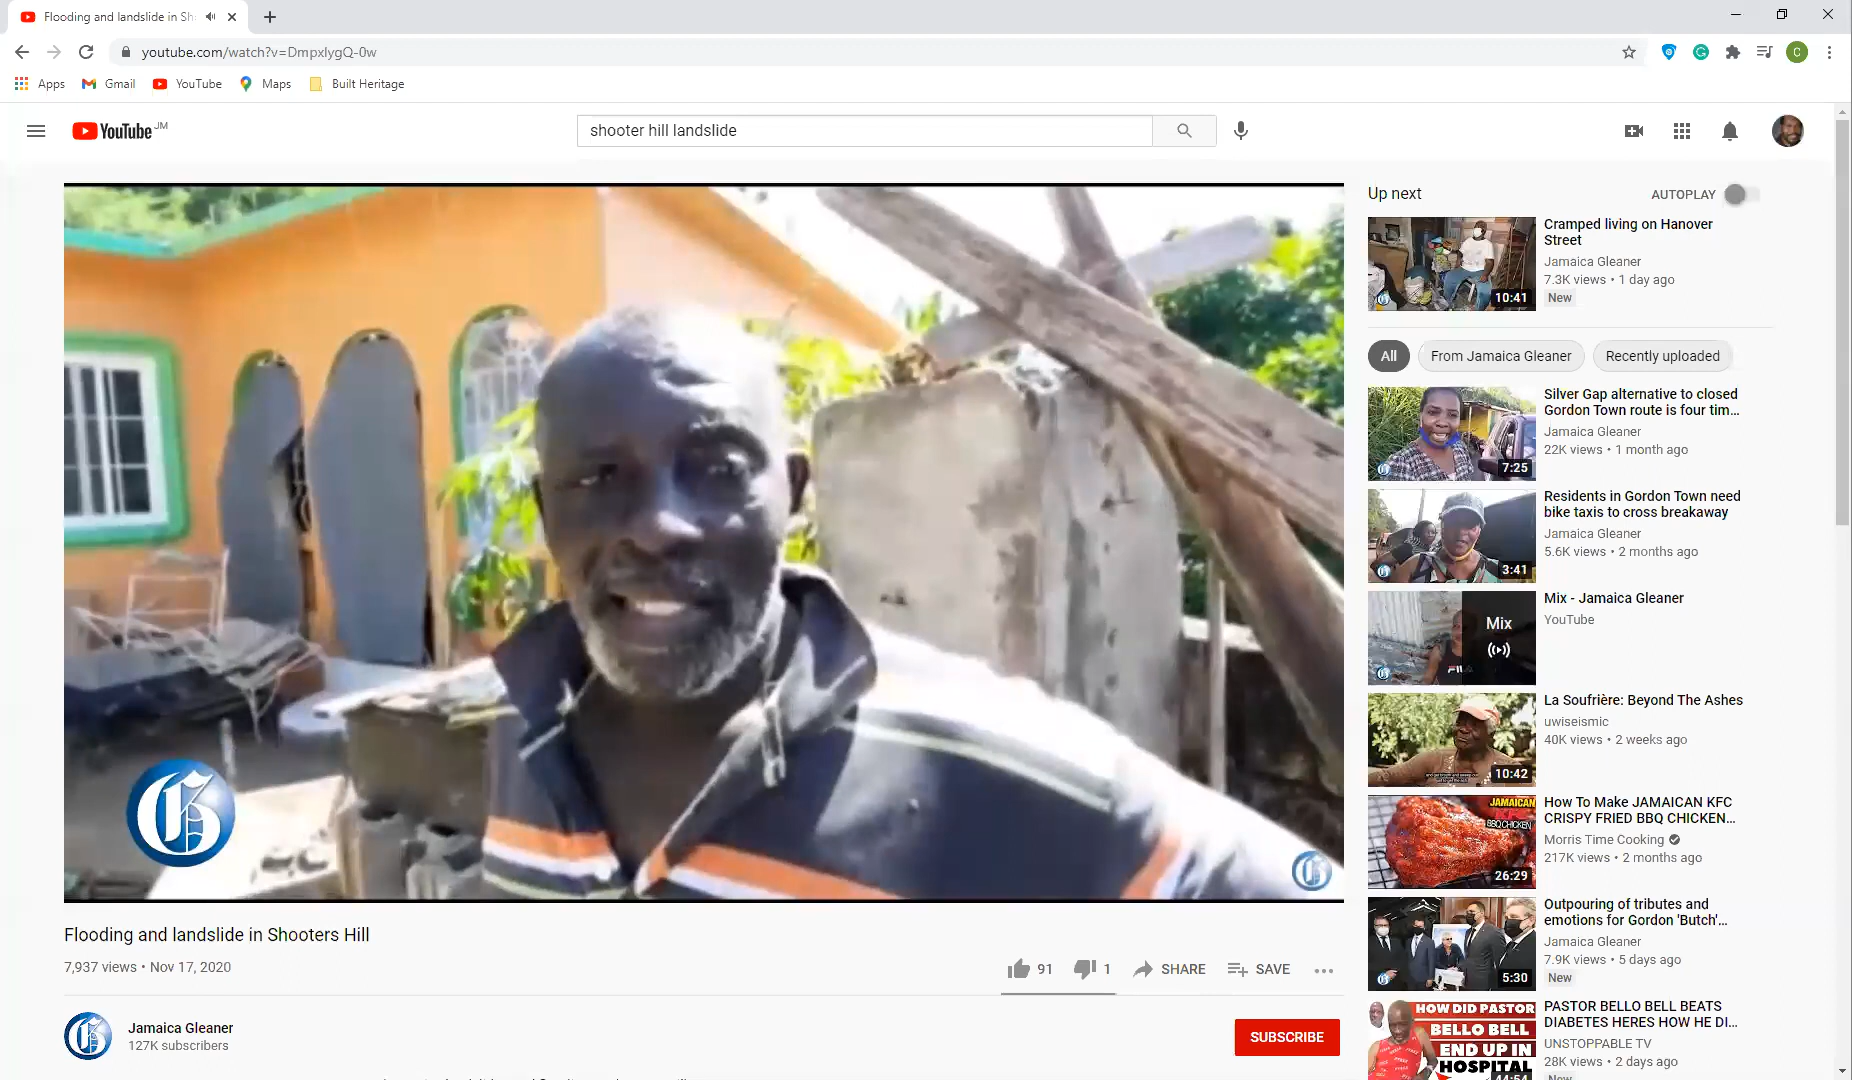 Flooding and landslide in Sh
youtube.com/watch?v=DmpxlygQ-0w
C
Apps
Gmail
YouTube
Maps
Built Heritage
YouTube JM
shooter hill landslide
G
G
Flooding and landslide in Shooters Hill
7,937 views • Nov 17, 2020
91
1
SHARE
SAVE
G
Jamaica Gleaner
127K subscribers
SUBSCRIBE
Up next
AUTOPLAY
10:41
Cramped living on Hanover
Street
Jamaica Gleaner
7.3K views • 1 day ago
New
All
From Jamaica Gleaner
Recently uploaded
7:25
Silver Gap alternative to closed
Gordon Town route is four tim...
Jamaica Gleaner
22K views • 1 month ago
3:41
Residents in Gordon Town need
bike taxis to cross breakaway
Jamaica Gleaner
5.6K views • 2 months ago
Mix
FILA
Mix - Jamaica Gleaner
YouTube
10:42
La Soufrière: Beyond The Ashes
uwiseismic
40K views • 2 weeks ago
JAMAICAN
BBQ CHICKEN
26:29
How To Make JAMAICAN KFC
CRISPY FRIED BBQ CHICKEN...
Morris Time Cooking
217K views • 2 months ago
5:30
Outpouring of tributes and
emotions for Gordon 'Butch'...
Jamaica Gleaner
7.9K views • 5 days ago
New
HOW DID PASTOR
BELLO BELL
END UP IN
HOSPITAL
44:54
PASTOR BELLO BELL BEATS
DIABETES HERES HOW HE DI...
UNSTOPPABLE TV
28K views • 2 days ago
New